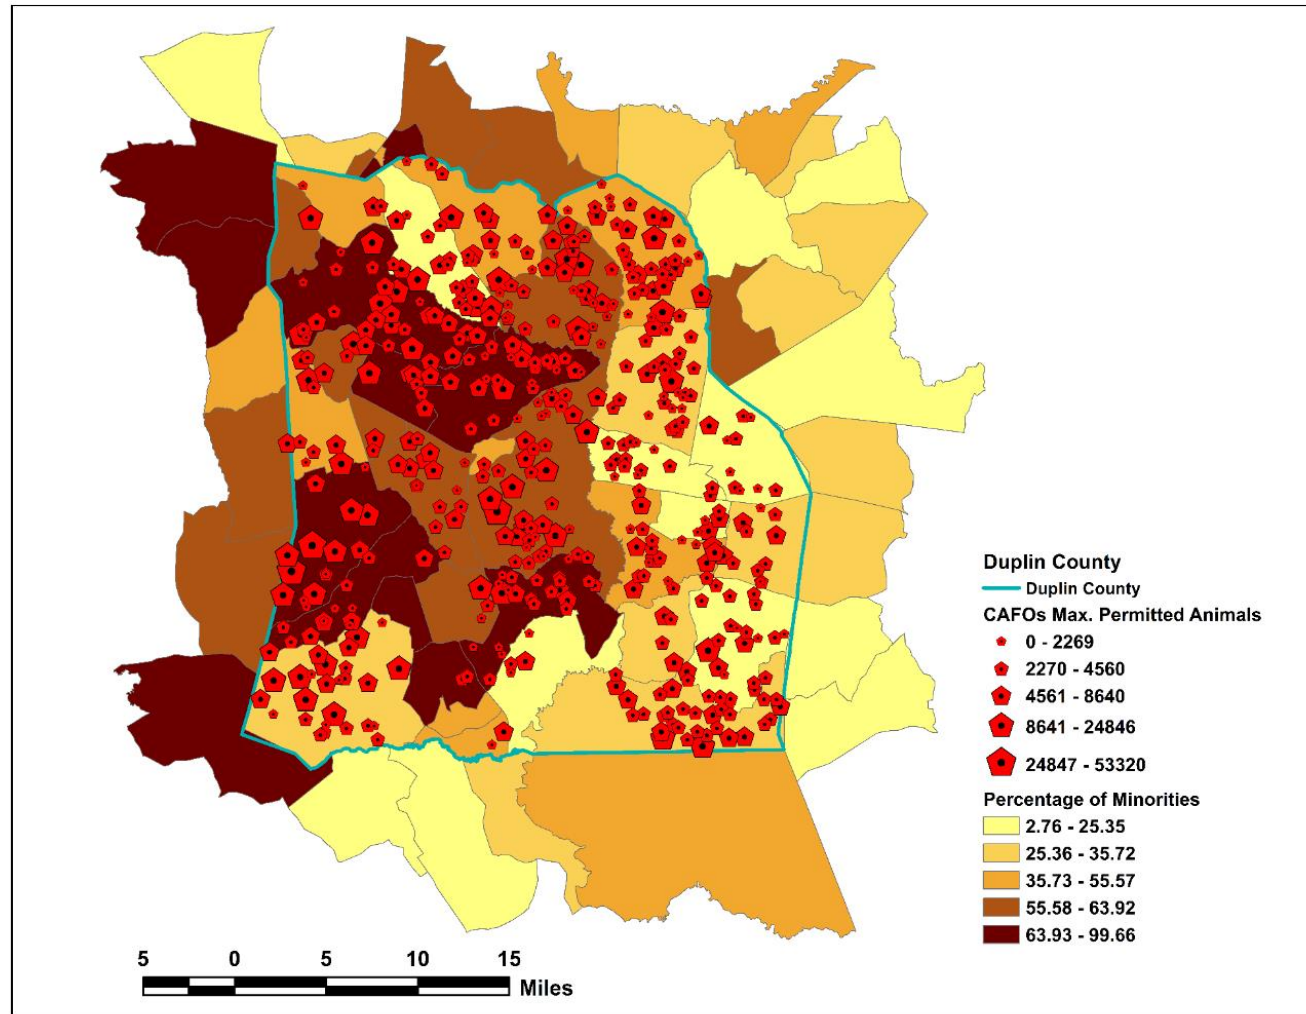 Duplin County
Duplin County
CAFOs Max. Permitted Animals
0 - 2269
2270 - 4560
4561 - 8640
8641 - 24846
24847 - 53320
Percentage of Minorities
2.76 - 25.35
25.36 - 35.72
35.73 - 55.57
55.58 - 63.92
63.93 - 99.66
5 0 5 10 15
Miles